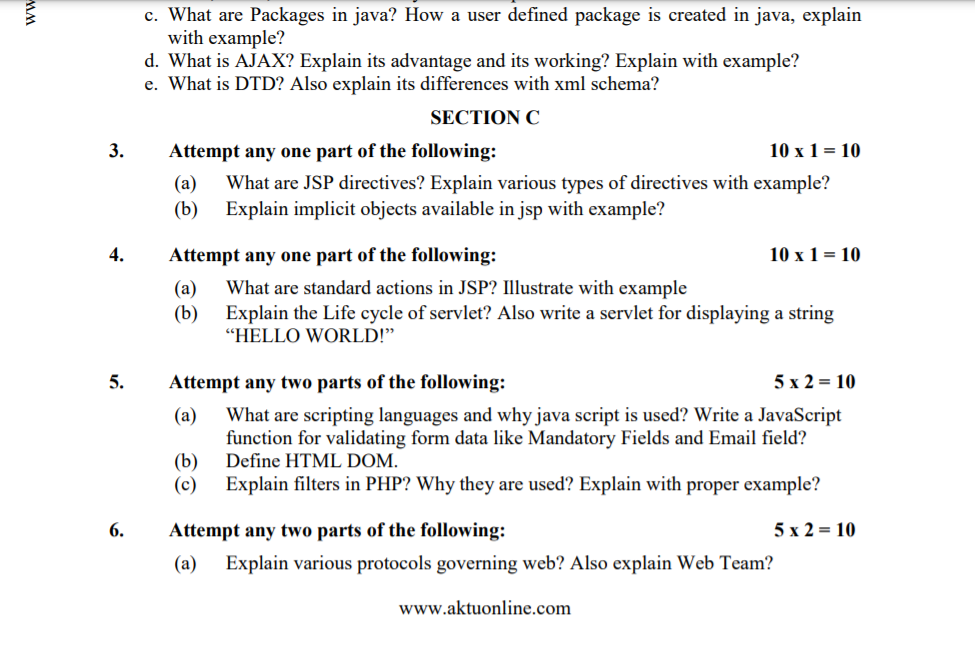 c. What are Packages in java? How a user defined package is created in java, explain
with example?
d. What is AJAX? Explain its advantage and its working? Explain with example?
e. What is DTD? Also explain its differences with xml schema?
SECTION C
3. Attempt any one part of the following: 10 x 1 = 10
(a) What are JSP directives? Explain various types of directives with example?
(b) Explain implicit objects available in jsp with example?
4. Attempt any one part of the following: 10 x 1 = 10
(a) What are standard actions in JSP? Illustrate with example
(b) Explain the Life cycle of servlet? Also write a servlet for displaying a string
“HELLO WORLD!”
5. Attempt any two parts of the following: 5 x 2 = 10
(a) What are scripting languages and why java script is used? Write a JavaScript
function for validating form data like Mandatory Fields and Email field?
(b) Define HTML DOM.
(c) Explain filters in PHP? Why they are used? Explain with proper example?
6. Attempt any two parts of the following: 5 x 2 = 10
(a) Explain various protocols governing web? Also explain Web Team?
www.aktuonline.com